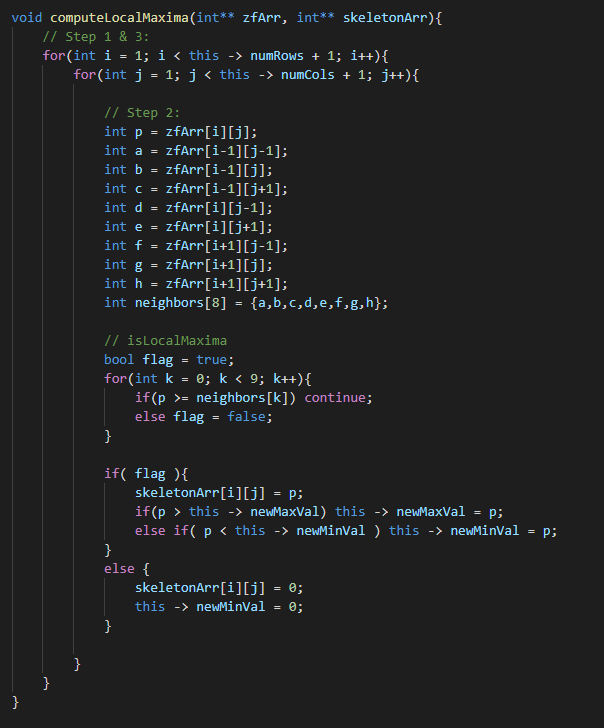 void computeLocalMaxima(int** zfArr, int** skeletonArr){
    // Step 1 & 3:
    for(int i = 1; i < this -> numRows + 1; i++){
        for(int j = 1; j < this -> numCols + 1; j++){
            // Step 2:
            int p = zfArr[i][j];
            int a = zfArr[i-1][j-1];
            int b = zfArr[i-1][j];
            int c = zfArr[i-1][j+1];
            int d = zfArr[i][j-1];
            int e = zfArr[i][j+1];
            int f = zfArr[i+1][j-1];
            int g = zfArr[i+1][j];
            int h = zfArr[i+1][j+1];
            int neighbors[8] = {a,b,c,d,e,f,g,h};
            // isLocalMaxima
            bool flag = true;
            for(int k = 0; k < 9; k++){
                if(p >= neighbors[k]) continue;
                else flag = false;
            }
            if( flag ){
                skeletonArr[i][j] = p;
                if(p > this -> newMaxVal) this -> newMaxVal = p;
                else if( p < this -> newMinVal ) this -> newMinVal = p;
            }
            else {
                skeletonArr[i][j] = 0;
                this -> newMinVal = 0;
            }
        }
    }
}